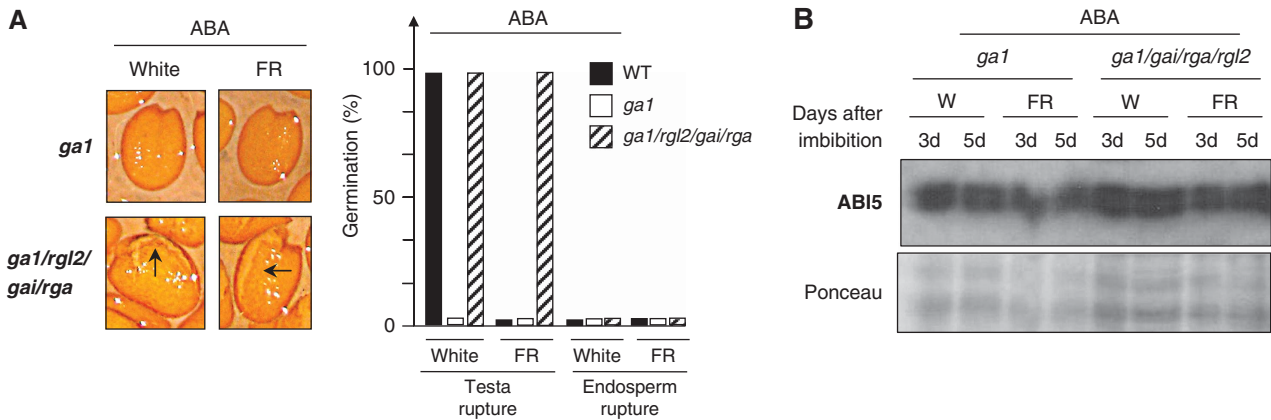 A
ABA
White FR
ga1
ga1/rgl2/
gai/rga
ABA
Germination (%)
100
50
0
WT
ga1
ga1/rgl2/gai/rga
White FR White FR
Testa
rupture
Endosperm
rupture
B
ABA
ga1 ga1/gai/rga/rgl2
W FR W FR
Days after
imbibition
3d 5d 3d 5d 3d 5d 3d 5d
ABI5
Ponceau